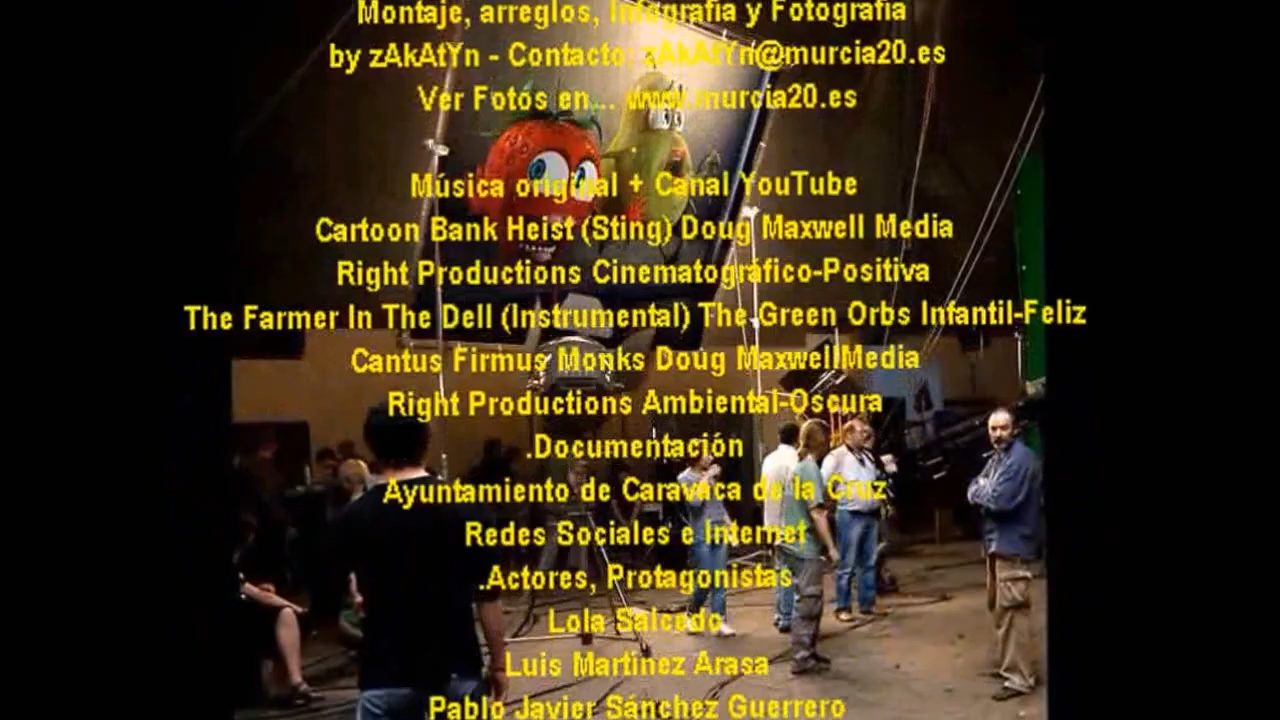 Montaje, arreglos, Infografía y Fotografía
by zAkAtYn - Contacto: zAkAtYn@murcia20.es
Ver Fotos en... www.murcia20.es
Música original + Canal YouTube
Cartoon Bank Heist (Sting) Doug Maxwell Media
Right Productions Cinematográfico-Positiva
The Farmer In The Dell (Instrumental) The Green Orbs Infantil-Feliz
Cantus Firmus Monks Doug MaxwellMedia
Right Productions Ambiental-Oscura
.Documentación
Ayuntamiento de Caravaca de la Cruz
Redes Sociales e Internet
.Actores, Protagonistas
Lola Salcedo
Luis Martinez Arasa
Pablo Javier Sánchez Guerrero